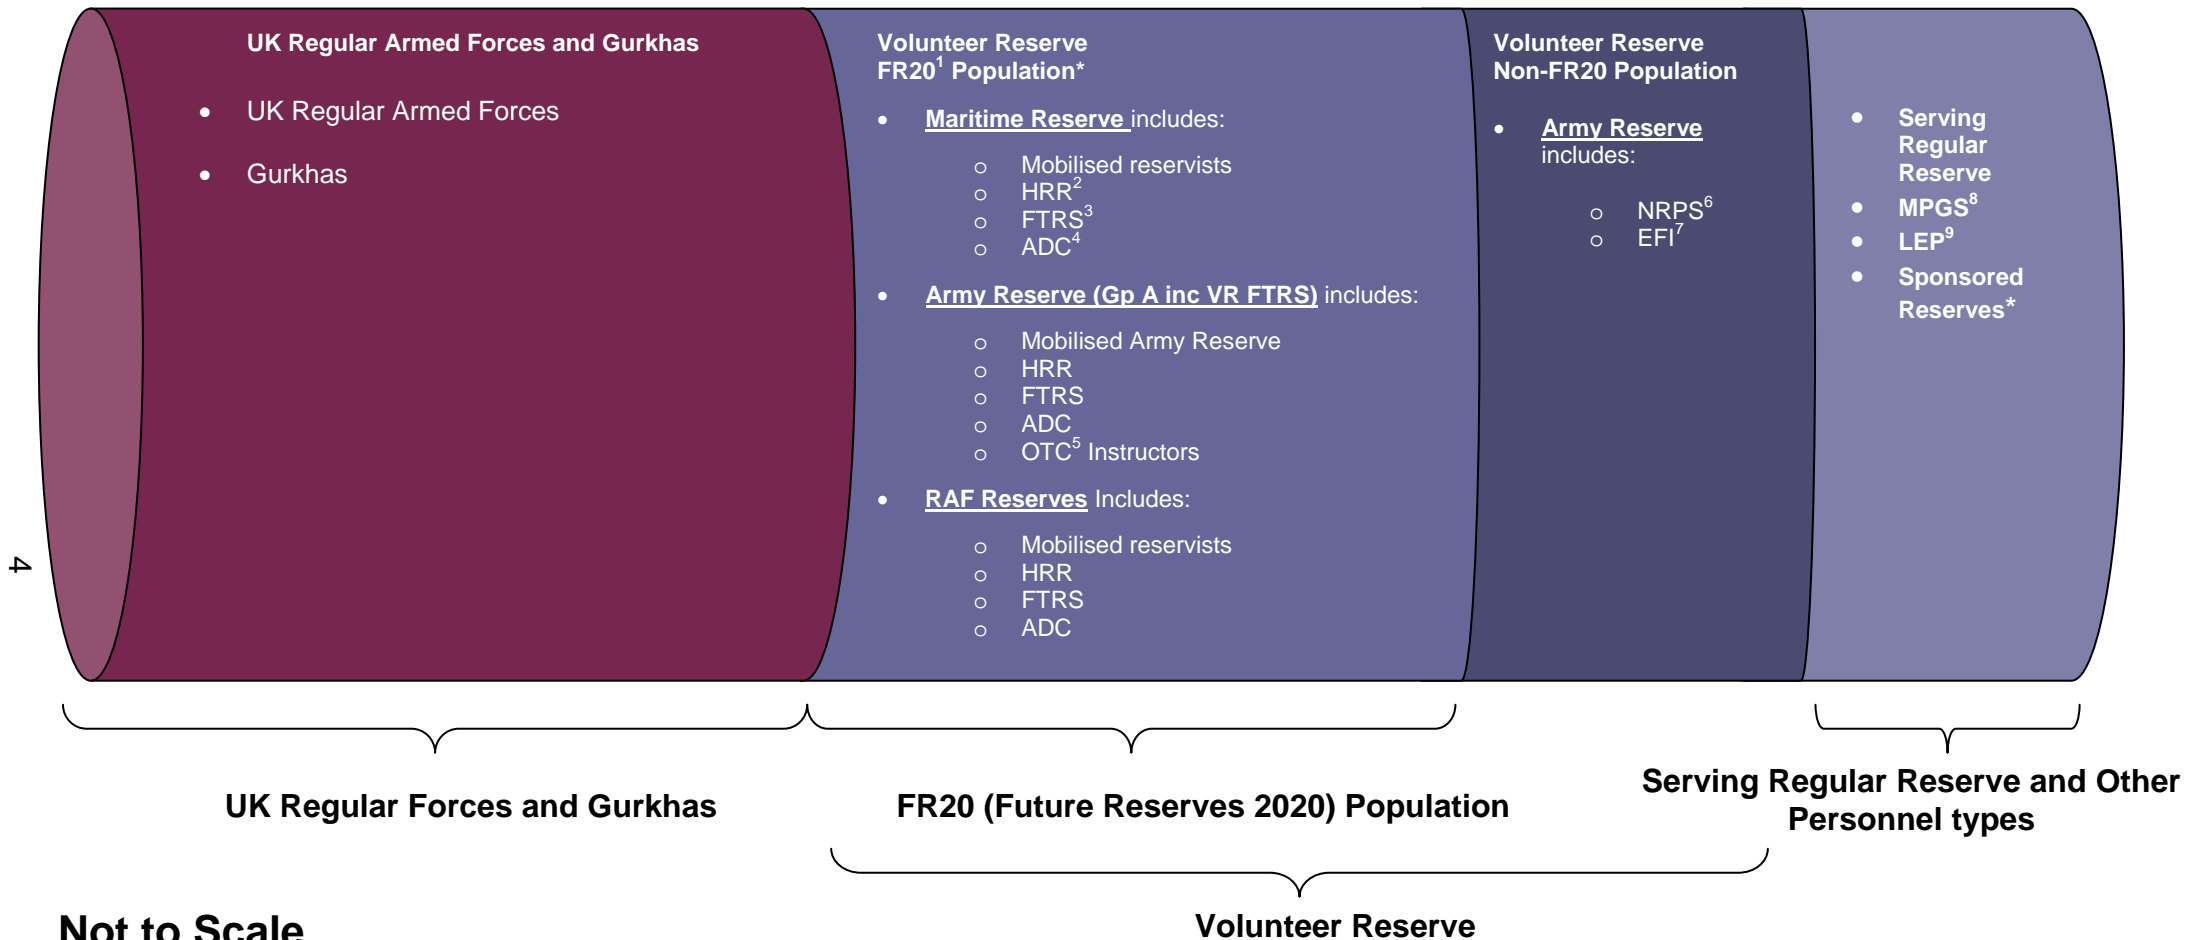 UK Regular Armed Forces and Gurkhas
• UK Regular Armed Forces
• Gurkhas
Volunteer Reserve
FR20¹ Population*
• Maritime Reserve includes:
o Mobilised reservists
o HRR²
o FTRS³
o ADC⁴
• Army Reserve (Gp A inc VR FTRS) includes:
o Mobilised Army Reserve
o HRR
o FTRS
o ADC
o OTC⁵ Instructors
• RAF Reserves Includes:
o Mobilised reservists
o HRR
o FTRS
o ADC
Volunteer Reserve
Non-FR20 Population
• Army Reserve
includes:
o NRPS⁶
o EFI⁷
• Serving
Regular
Reserve
• MPGS⁸
• LEP⁹
• Sponsored
Reserves*
4
UK Regular Forces and Gurkhas
FR20 (Future Reserves 2020) Population
Serving Regular Reserve and Other
Personnel types
Volunteer Reserve
Not to Scale